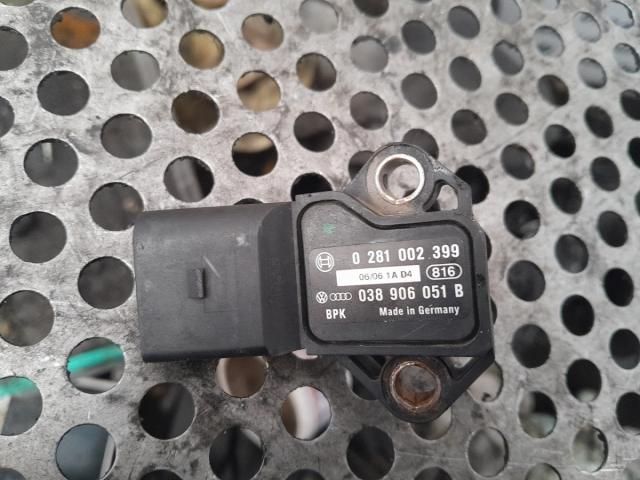 0 281 002 399
06/06 1A D4 816
038 906 051 B
BPK Made in Germany